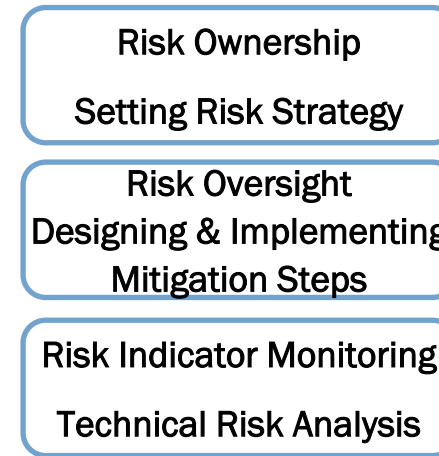 Risk Ownership
Setting Risk Strategy
Risk Oversight
Designing & Implementing
Mitigation Steps
Risk Indicator Monitoring
Technical Risk Analysis